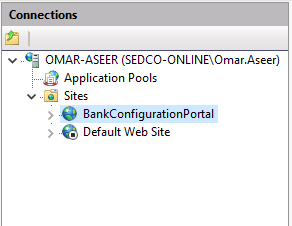 Connections
OMAR-ASEER (SEDCO-ONLINE\Omar.Aseer)
Application Pools
Sites
BankConfigurationPortal
Default Web Site